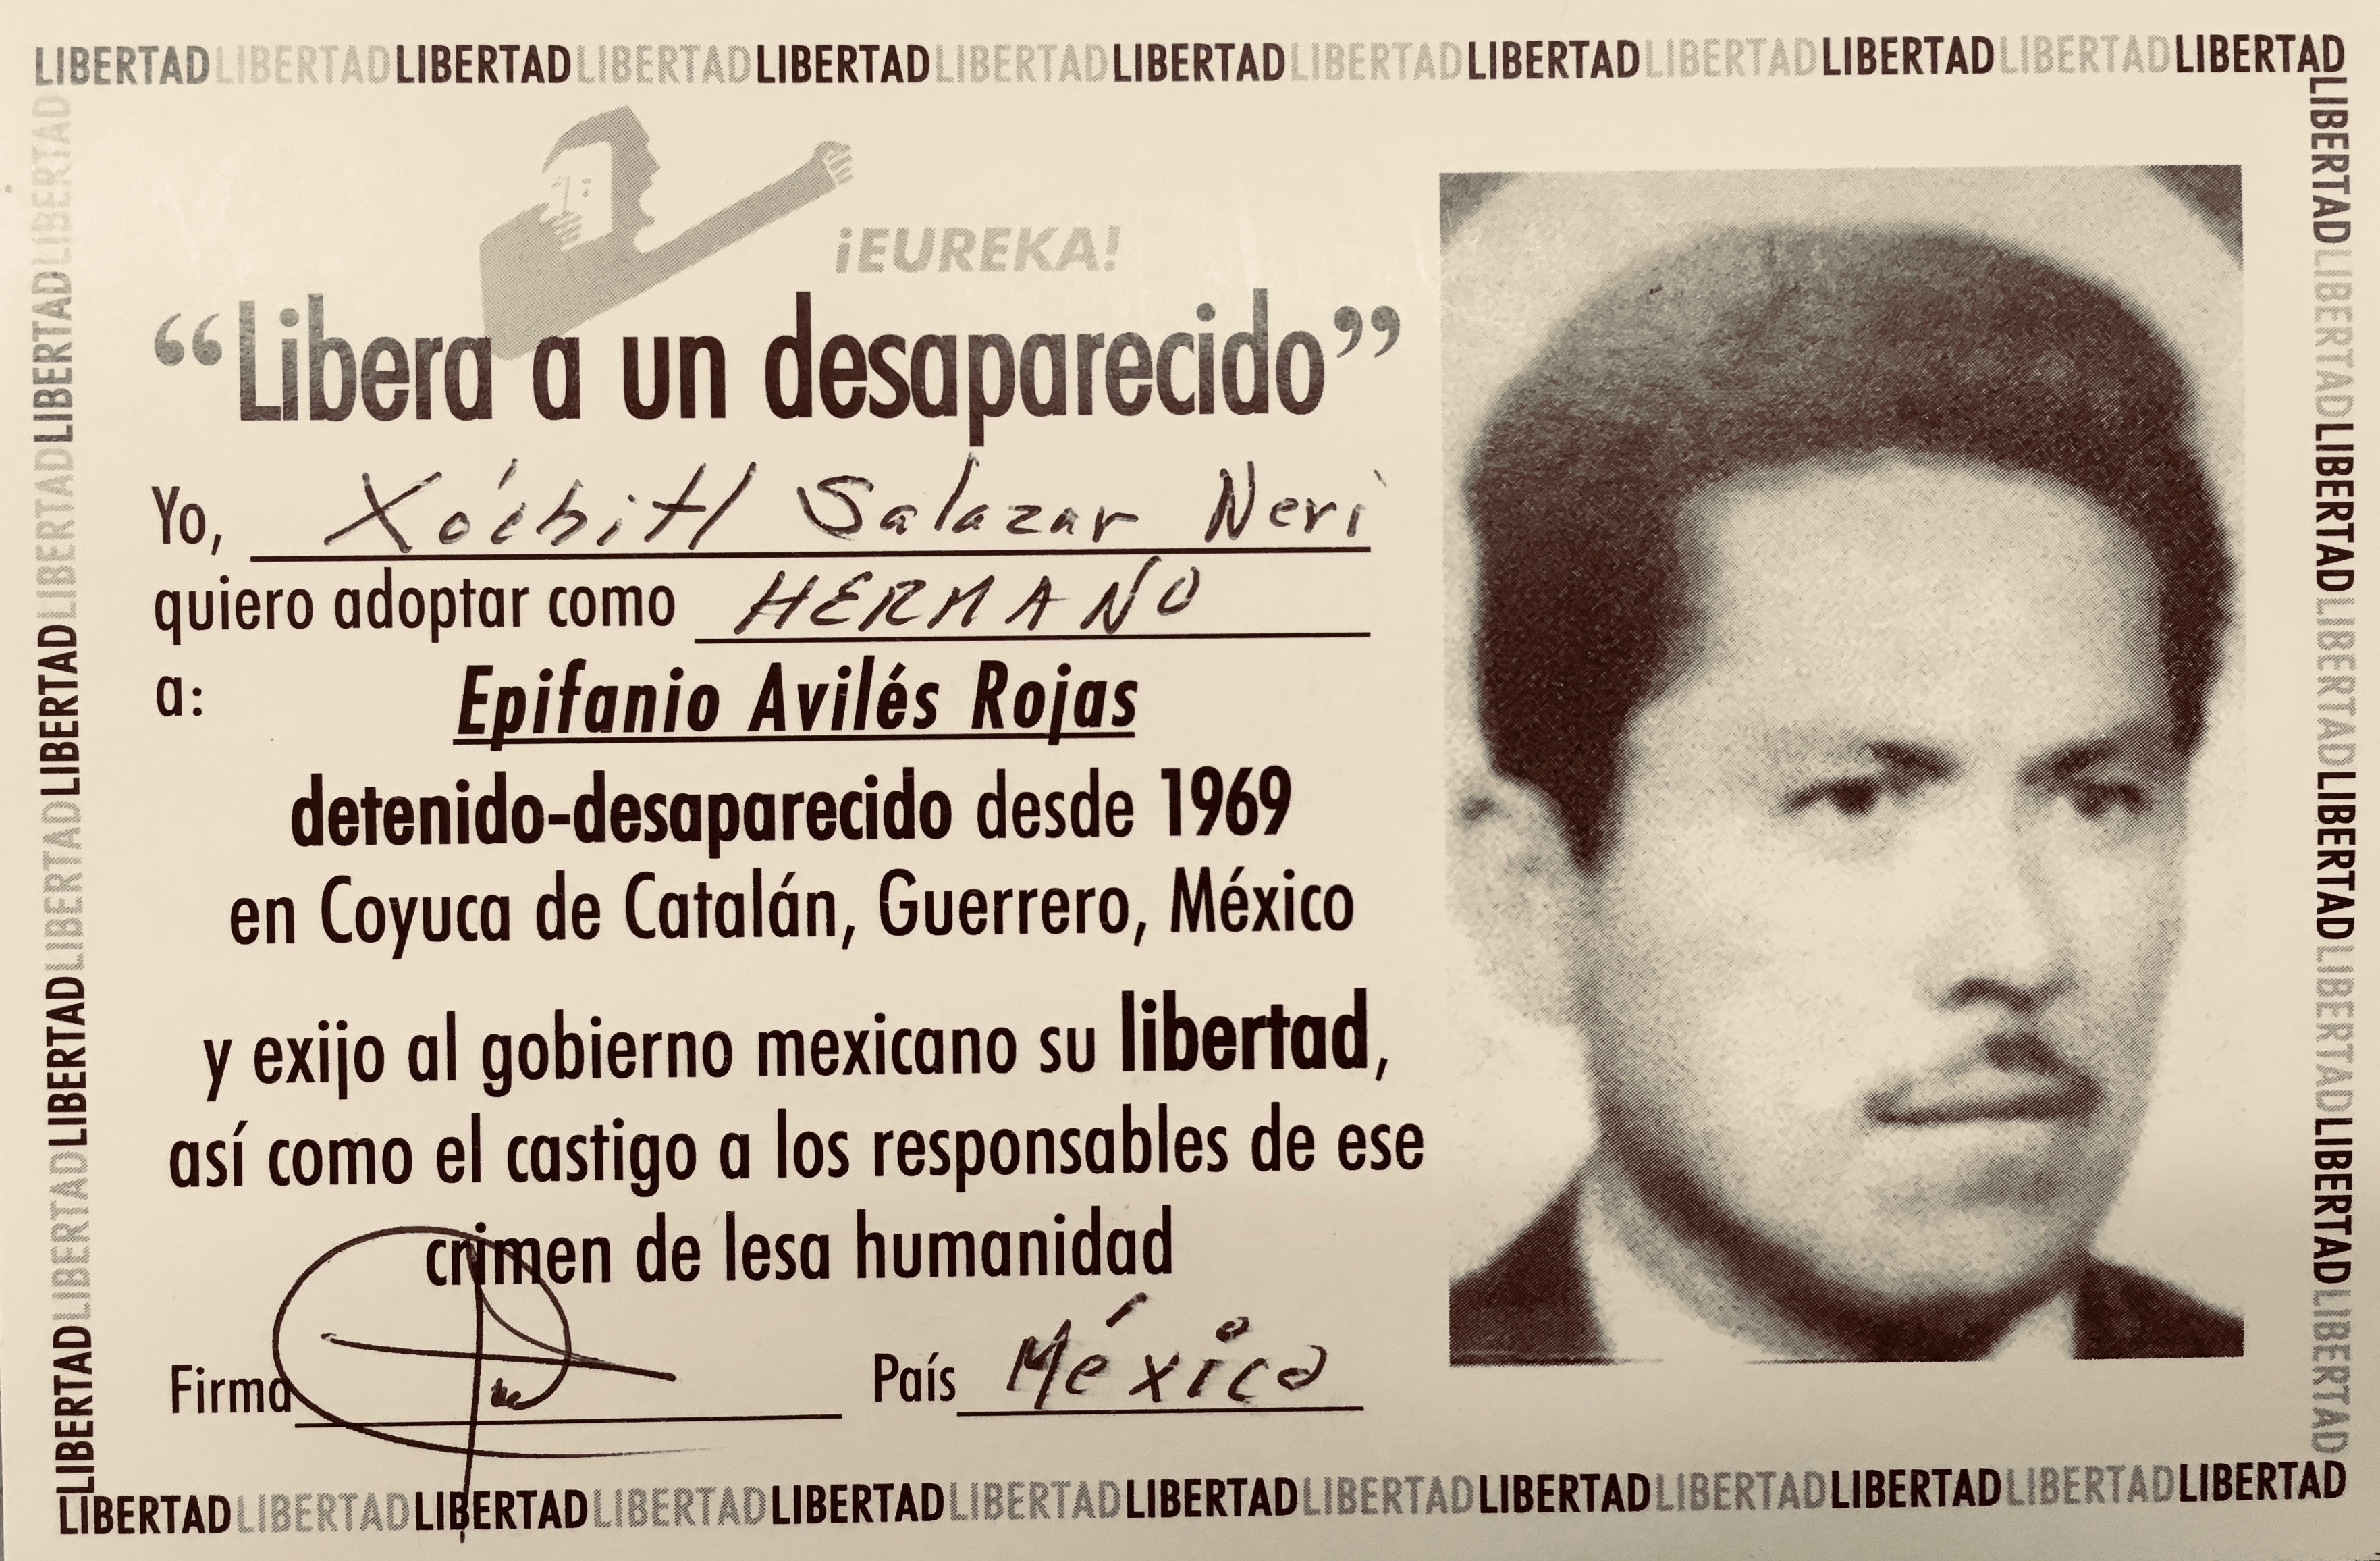 LIBERTADLIBERTADLIBERTADLIBERTADLIBERTADLIBERTADLIBERTADLIBERTADLIBERTADLIBERTADLIBERTADLIBERTADLIBERTAD
¡EUREKA!
“Libera a un desaparecido”
Yo, Xóchitl Salazar Neri
quiero adoptar como HERMANO
a: Epifanio Avilés Rojas
detenido-desaparecido desde 1969
en Coyuca de Catalán, Guerrero, México
y exijo al gobierno mexicano su libertad,
así como el castigo a los responsables de ese
crimen de lesa humanidad
Firma País México
LIBERTADLIBERTADLIBERTADLIBERTADLIBERTADLIBERTADLIBERTADLIBERTAD
LIBERTADLIBERTADLIBERTADLIBERTADLIBERTADLIBERTADLIBERTADLIBERTAD
LIBERTADLIBERTADLIBERTADLIBERTADLIBERTADLIBERTADLIBERTADLIBERTADLIBERTADLIBERTADLIBERTADLIBERTADLIBERTAD